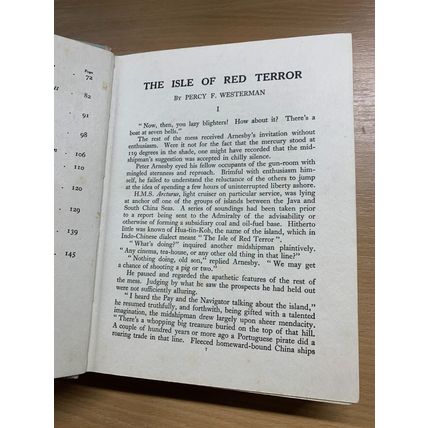 Page
72
82
91
98
106
119
129
135
145
THE ISLE OF RED TERROR
BY PERCY F. WESTERMAN
I
"Now, then, you lazy blighters! How about it? There's a
boat at seven bells."
The rest of the mess received Arnesby's invitation without
enthusiasm. Were it not for the fact that the mercury stood at
119 degrees in the shade, one might have recorded that the mid-
shipman's suggestion was accepted in chilly silence.
Peter Arnesby eyed his fellow occupants of the gun-room with
mingled sternness and reproach. Brimful with enthusiasm him-
self, he failed to understand the reluctance of the others to jump
at the idea of spending a few hours of uninterrupted liberty ashore.
H.M.S. Arcturus, light cruiser on particular service, was lying
at anchor off one of the groups of islands between the Java and
South China Seas. A series of soundings had been taken prior
to a report being sent to the Admiralty of the advisability or
otherwise of forming a subsidiary coal and oil-fuel base. Hitherto
little was known of Hua-tin-Koh, the name of the island, which in
Indo-Chinese dialect meant "The Isle of Red Terror".
"What's doing?" inquired another midshipman plaintively.
"Any cinema, tea-house, or any other old thing in that line?"
"Nothing doing, old son," replied Arnesby. "We may get
a chance of shooting a pig or two."
He paused and regarded the apathetic features of the rest of
the mess. Judging by what he saw the prospects he had held out
were not sufficiently alluring.
"I heard the Pay and the Navigator talking about the island,"
he resumed truthfully, and forthwith, being gifted with a talented
imagination, the midshipman drew largely upon sheer mendacity.
"There's a whopping big treasure buried on the top of that hill.
A couple of hundred years or more ago a Portuguese pirate did a
roaring trade in that line. Fleeced homeward-bound China ships
7